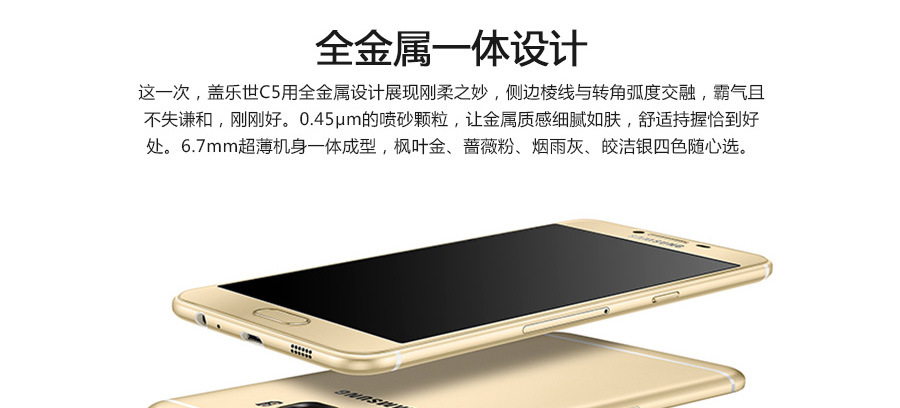 全金属一体设计
这一次，盖乐世C5用全金属设计展现刚柔之妙，侧边棱线与转角弧度交融，霸气且
不失谦和，刚刚好。0.45μm的喷砂颗粒，让金属质感细腻如肤，舒适持握恰到好
处。6.7mm超薄机身一体成型，枫叶金、蔷薇粉、烟雨灰、皎洁银四色随心选。
SAMSUNG
SAMSUNG